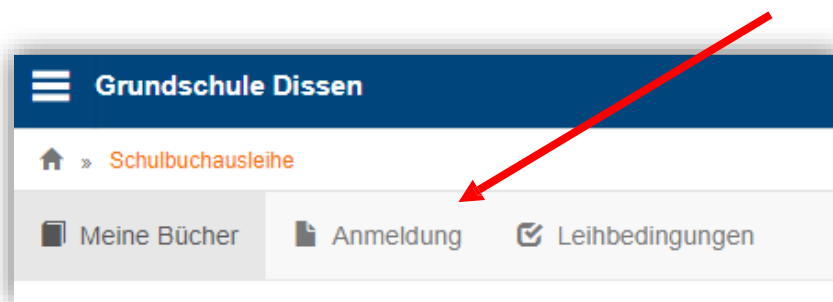 Grundschule Dissen
» Schulbuchausleihe
Meine Bücher Anmeldung Leihbedingungen